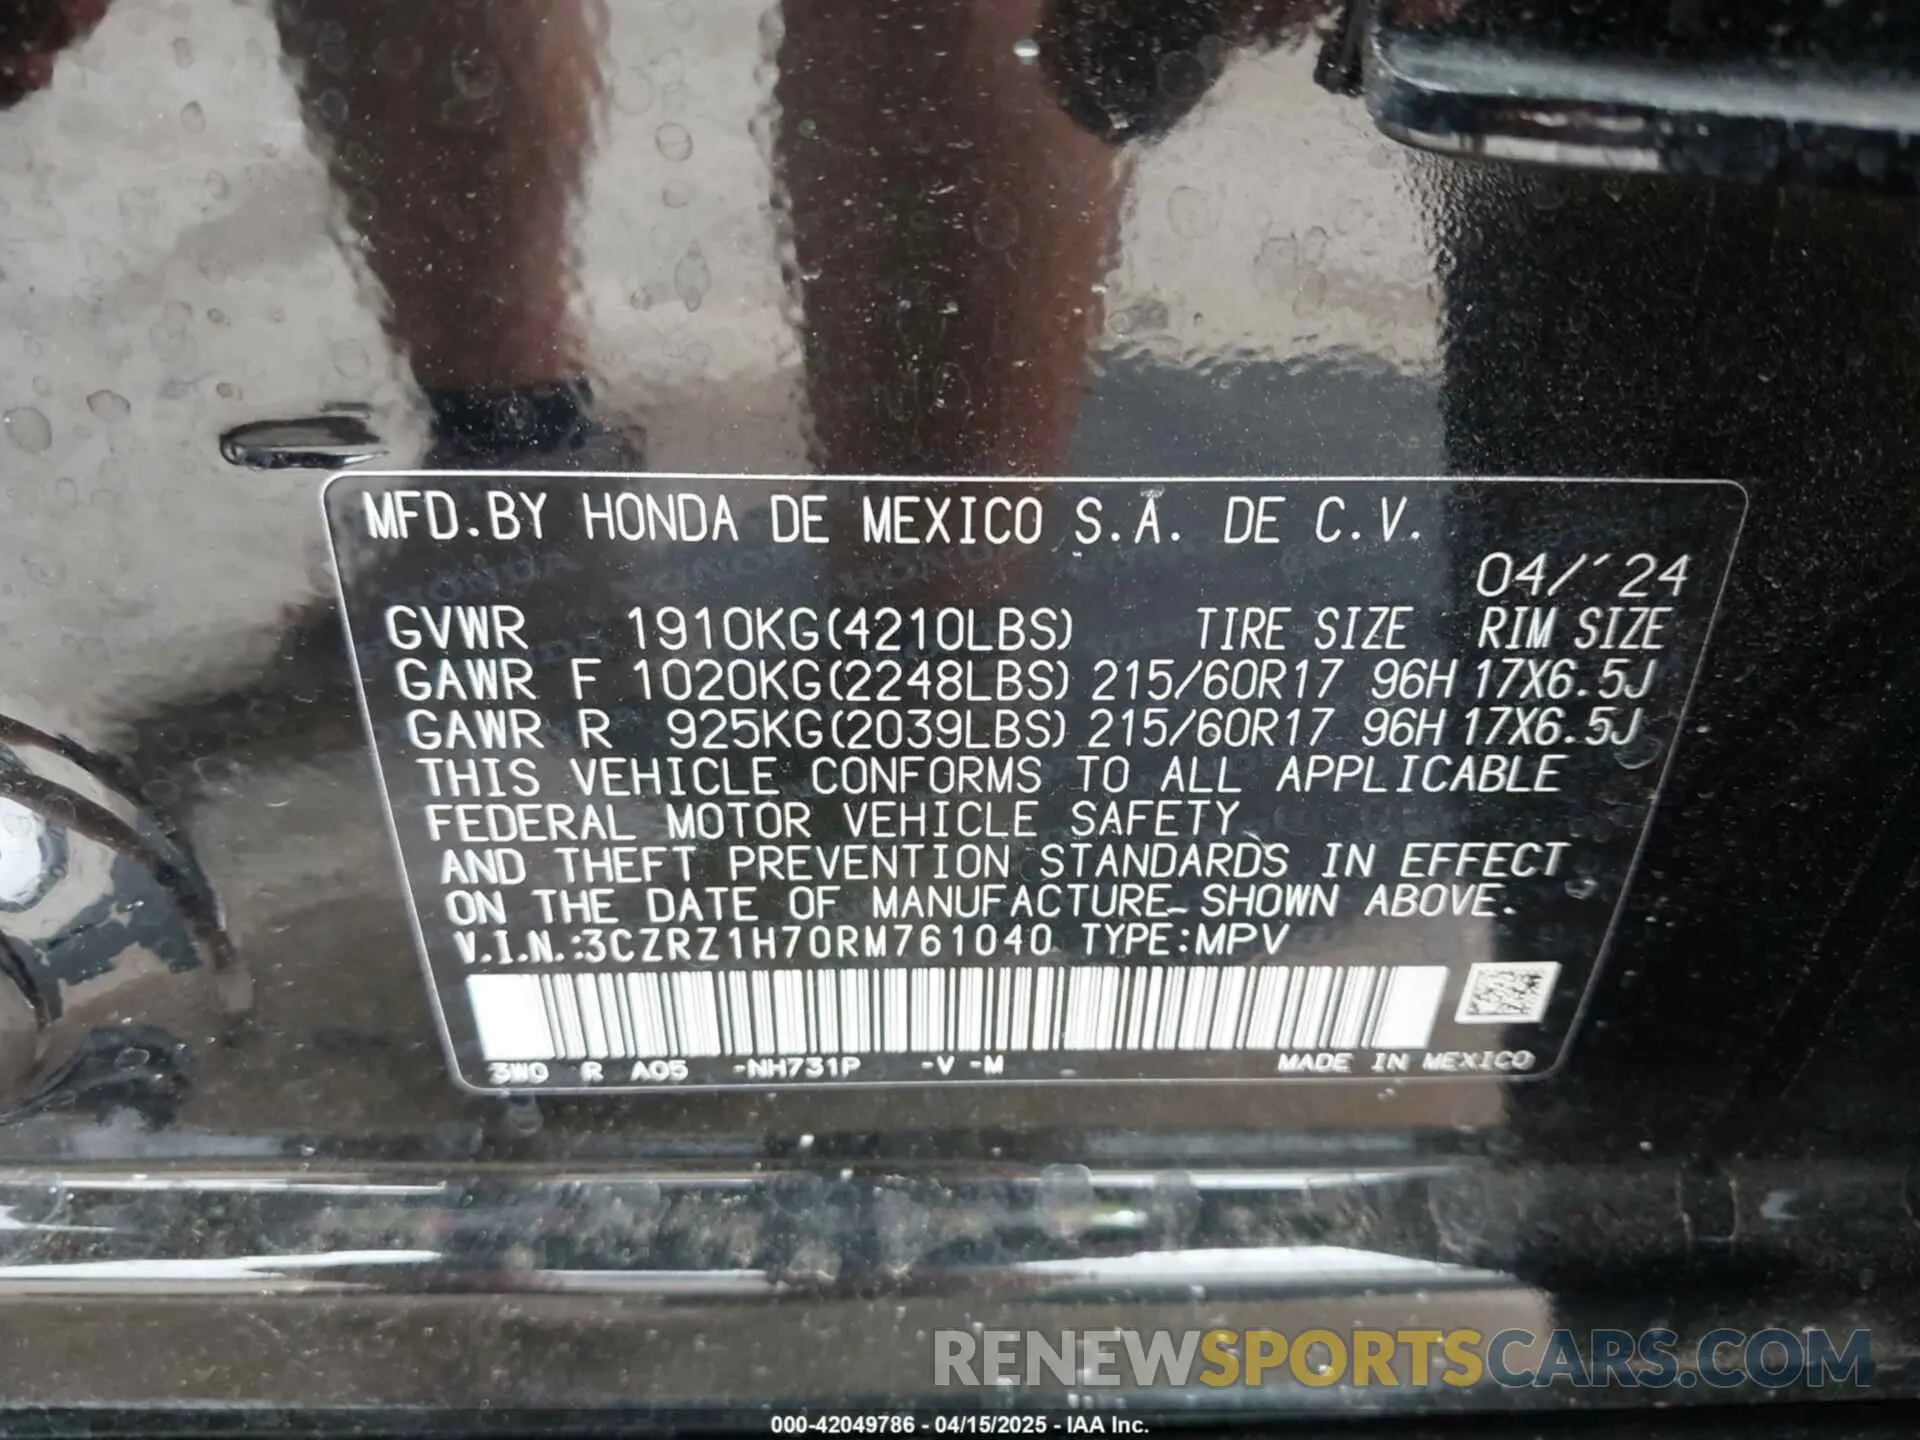 MFD.BY HONDA DE MEXICO S.A. DE C.V.
04/´24
GVWR 1910KG(4210LBS) TIRE SIZE RIM SIZE
GAWR F 1020KG(2248LBS) 215/60R17 96H 17X6.5J
GAWR R 925KG(2039LBS) 215/60R17 96H 17X6.5J
THIS VEHICLE CONFORMS TO ALL APPLICABLE
FEDERAL MOTOR VEHICLE SAFETY
AND THEFT PREVENTION STANDARDS IN EFFECT
ON THE DATE OF MANUFACTURE SHOWN ABOVE.
V.I.N.:3CZRZ1H70RM761040 TYPE:MPV
3W0 R A05 -NH731P -V -M MADE IN MEXICO
RENEWSPORTSCARS.COM
000-42049786 - 04/15/2025 - IAA Inc.